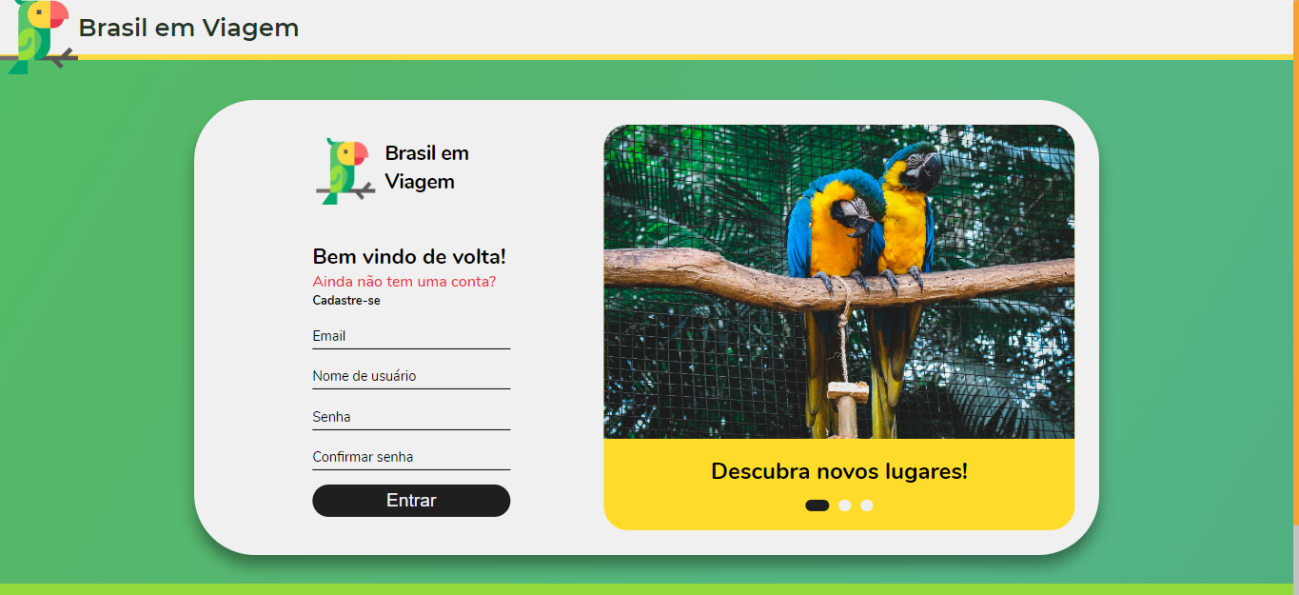 Brasil em Viagem
Brasil em
Viagem
Bem vindo de volta!
Ainda não tem uma conta?
Cadastre-se
Email
Nome de usuário
Senha
Confirmar senha
Entrar
Descubra novos lugares!